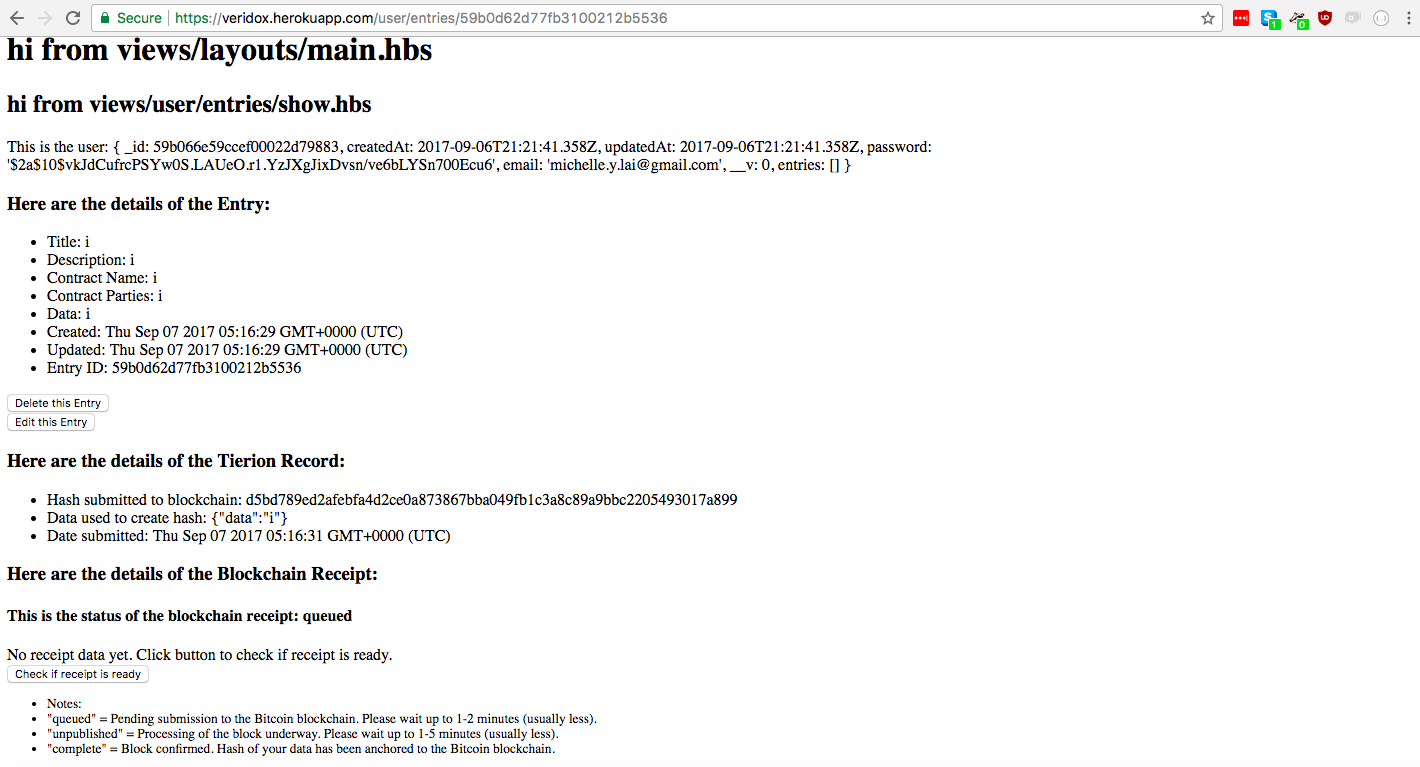 Secure https://veridox.herokuapp.com/user/entries/59b0d62d77fb3100212b5536
hi from views/layouts/main.hbs
hi from views/user/entries/show.hbs
This is the user: { _id: 59b066e59ccef00022d79883, createdAt: 2017-09-06T21:21:41.358Z, updatedAt: 2017-09-06T21:21:41.358Z, password:
'$2a$10$vkJdCufrcPSYw0S.LAUeO.r1.YzJXgJixDvsn/ve6bLYSn700Ecu6', email: 'michelle.y.lai@gmail.com', __v: 0, entries: [] }
Here are the details of the Entry:
Title: i
Description: i
Contract Name: i
Contract Parties: i
Data: i
Created: Thu Sep 07 2017 05:16:29 GMT+0000 (UTC)
Updated: Thu Sep 07 2017 05:16:29 GMT+0000 (UTC)
Entry ID: 59b0d62d77fb3100212b5536
Delete this Entry
Edit this Entry
Here are the details of the Tierion Record:
Hash submitted to blockchain: d5bd789ed2afebfa4d2ce0a873867bba049fb1c3a8c89a9bbc2205493017a899
Data used to create hash: {"data":"i"}
Date submitted: Thu Sep 07 2017 05:16:31 GMT+0000 (UTC)
Here are the details of the Blockchain Receipt:
This is the status of the blockchain receipt: queued
No receipt data yet. Click button to check if receipt is ready.
Check if receipt is ready
Notes:
"queued" = Pending submission to the Bitcoin blockchain. Please wait up to 1-2 minutes (usually less).
"unpublished" = Processing of the block underway. Please wait up to 1-5 minutes (usually less).
"complete" = Block confirmed. Hash of your data has been anchored to the Bitcoin blockchain.